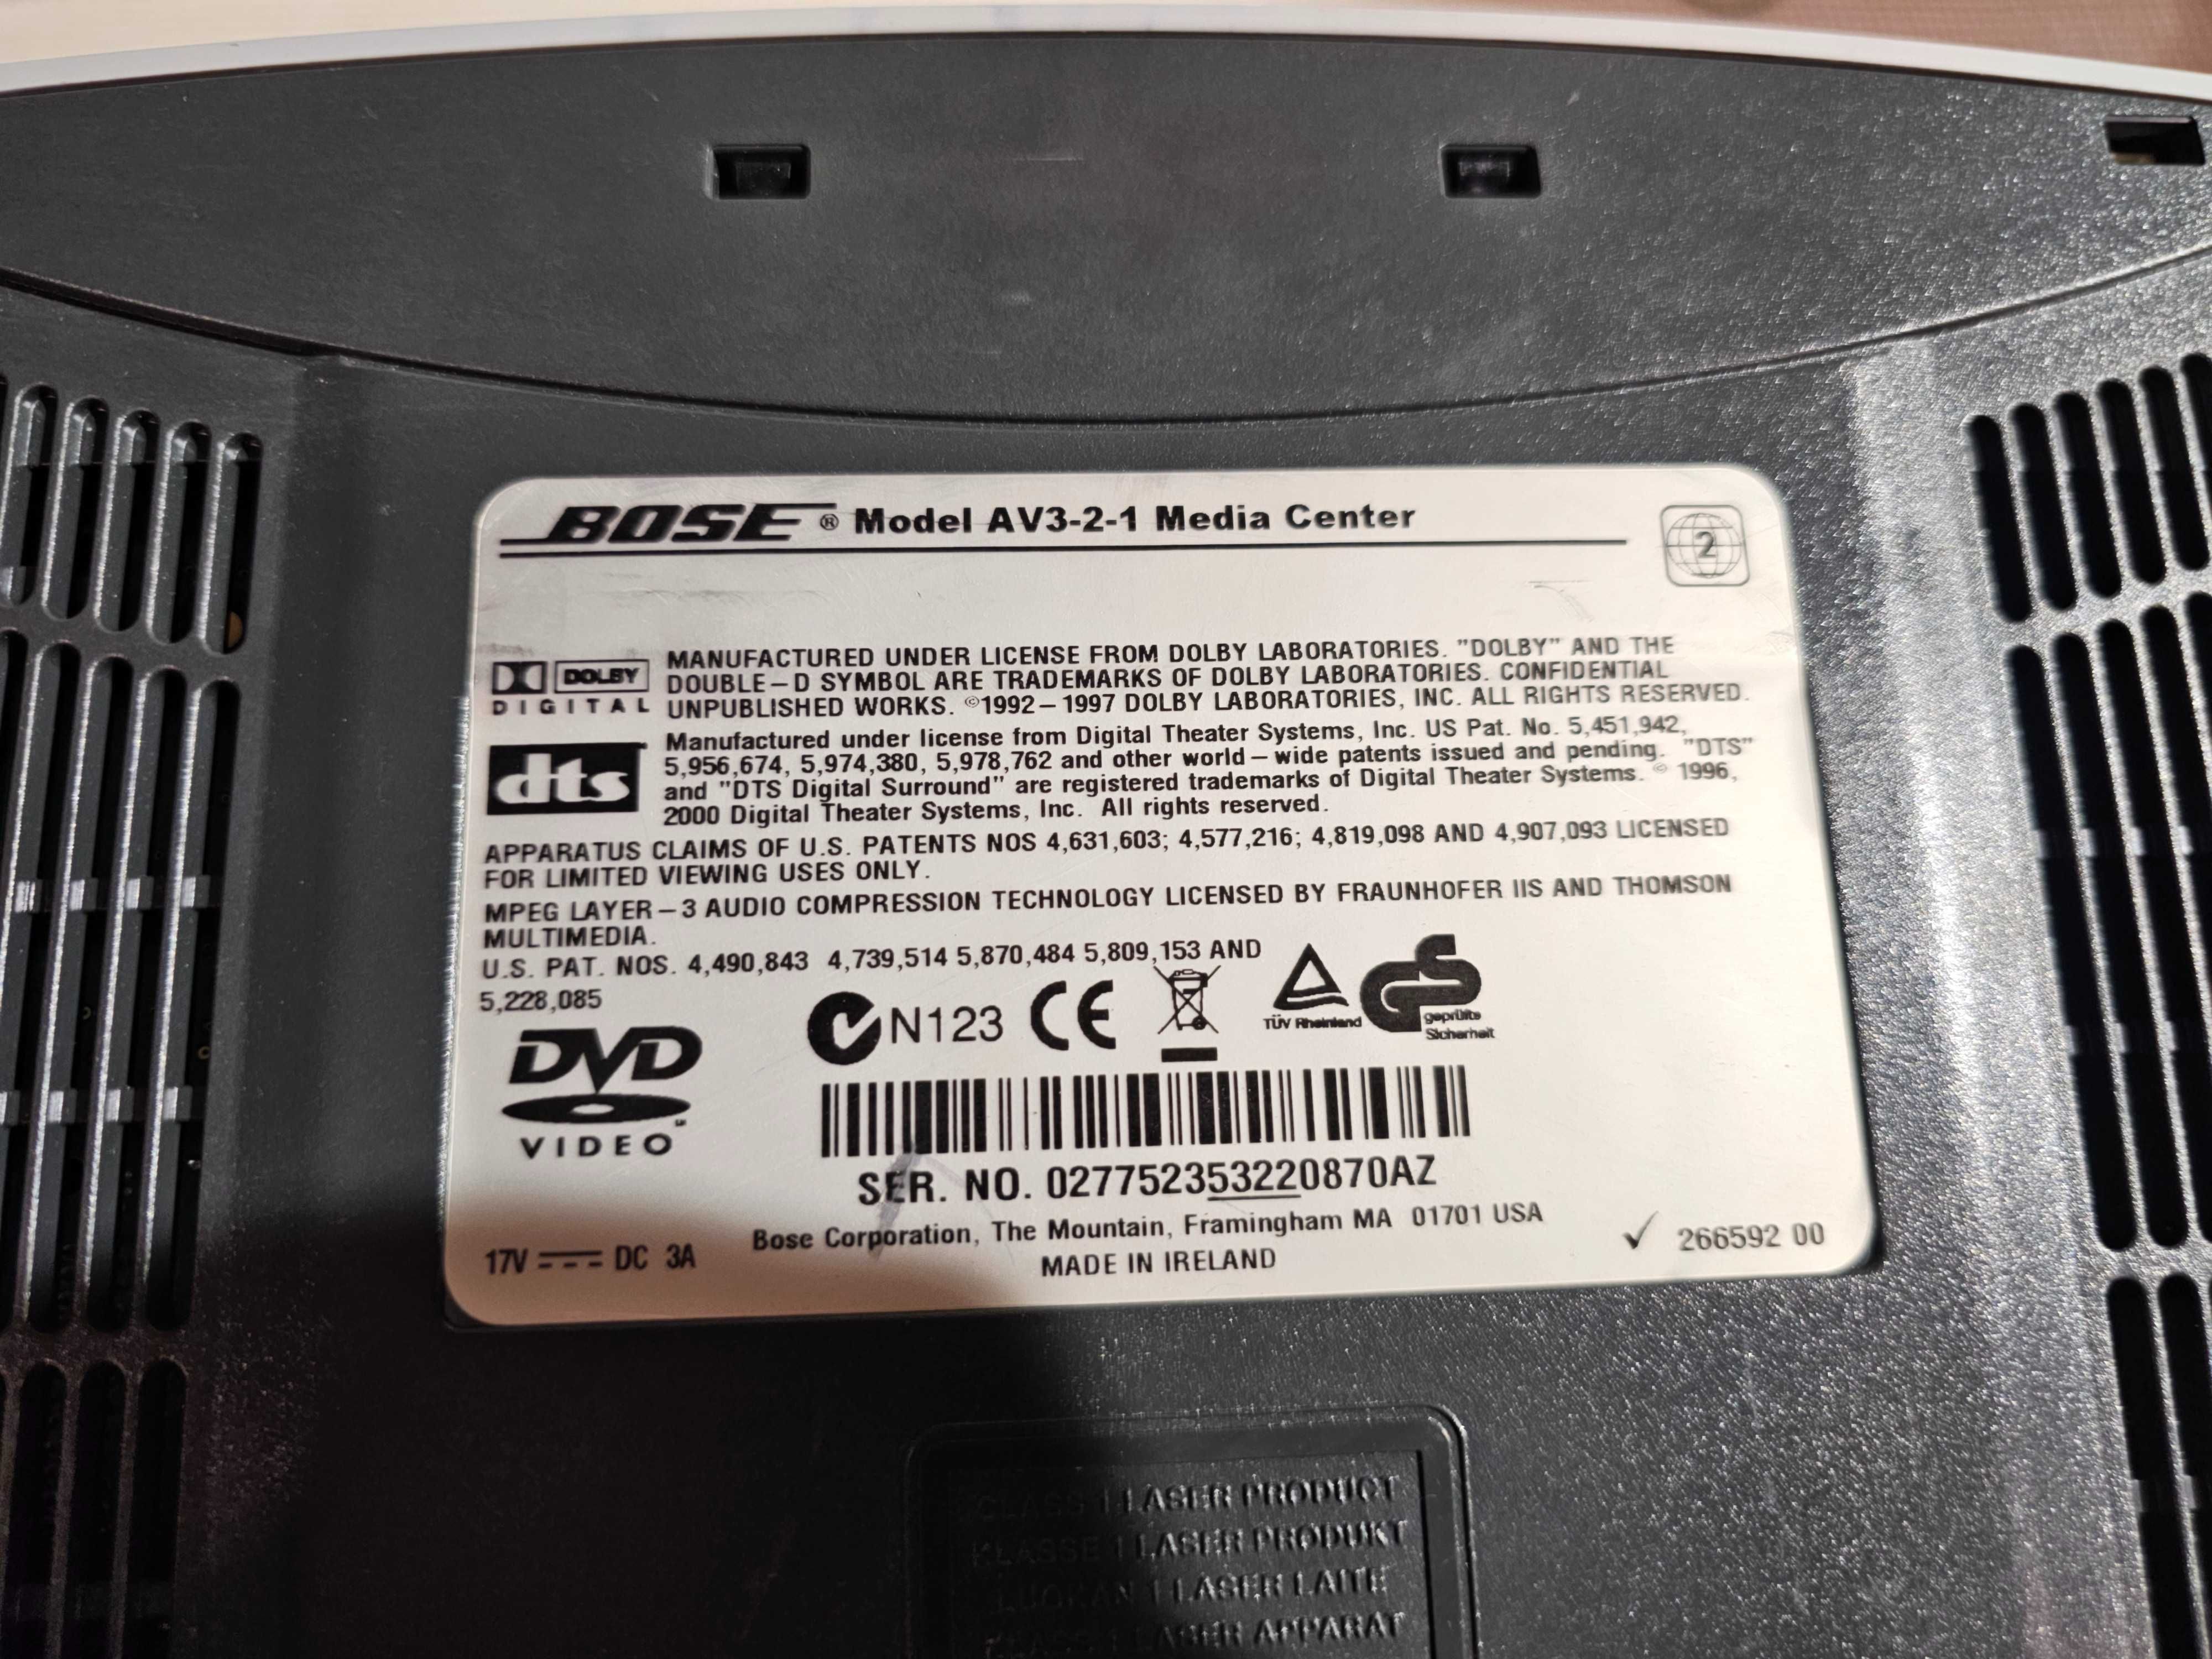 BOSE® Model AV3-2-1 Media Center
2
DOLBY
DIGITAL
MANUFACTURED UNDER LICENSE FROM DOLBY LABORATORIES. "DOLBY" AND THE
DOUBLE–D SYMBOL ARE TRADEMARKS OF DOLBY LABORATORIES. CONFIDENTIAL
UNPUBLISHED WORKS. ©1992–1997 DOLBY LABORATORIES, INC. ALL RIGHTS RESERVED.
dts
Manufactured under license from Digital Theater Systems, Inc. US Pat. No. 5,451,942,
5,956,674, 5,974,380, 5,978,762 and other world–wide patents issued and pending. "DTS"
and "DTS Digital Surround" are registered trademarks of Digital Theater Systems. © 1996,
2000 Digital Theater Systems, Inc. All rights reserved.
APPARATUS CLAIMS OF U.S. PATENTS NOS 4,631,603; 4,577,216; 4,819,098 AND 4,907,093 LICENSED
FOR LIMITED VIEWING USES ONLY.
MPEG LAYER–3 AUDIO COMPRESSION TECHNOLOGY LICENSED BY FRAUNHOFER IIS AND THOMSON
MULTIMEDIA.
U.S. PAT. NOS. 4,490,843 4,739,514 5,870,484 5,809,153 AND
5,228,085
DVD
VIDEO
N123 CE
TÜV Rheinland
geprüfte
Sicherheit
SER. NO. 027752353220870AZ
Bose Corporation, The Mountain, Framingham MA 01701 USA
MADE IN IRELAND
17V DC 3A
✓ 266592 00
CLASS 1 LASER PRODUCT
KLASSE 1 LASER PRODUKT
LUOKAN 1 LASER LAITE
KLASS 1 LASER APPARAT